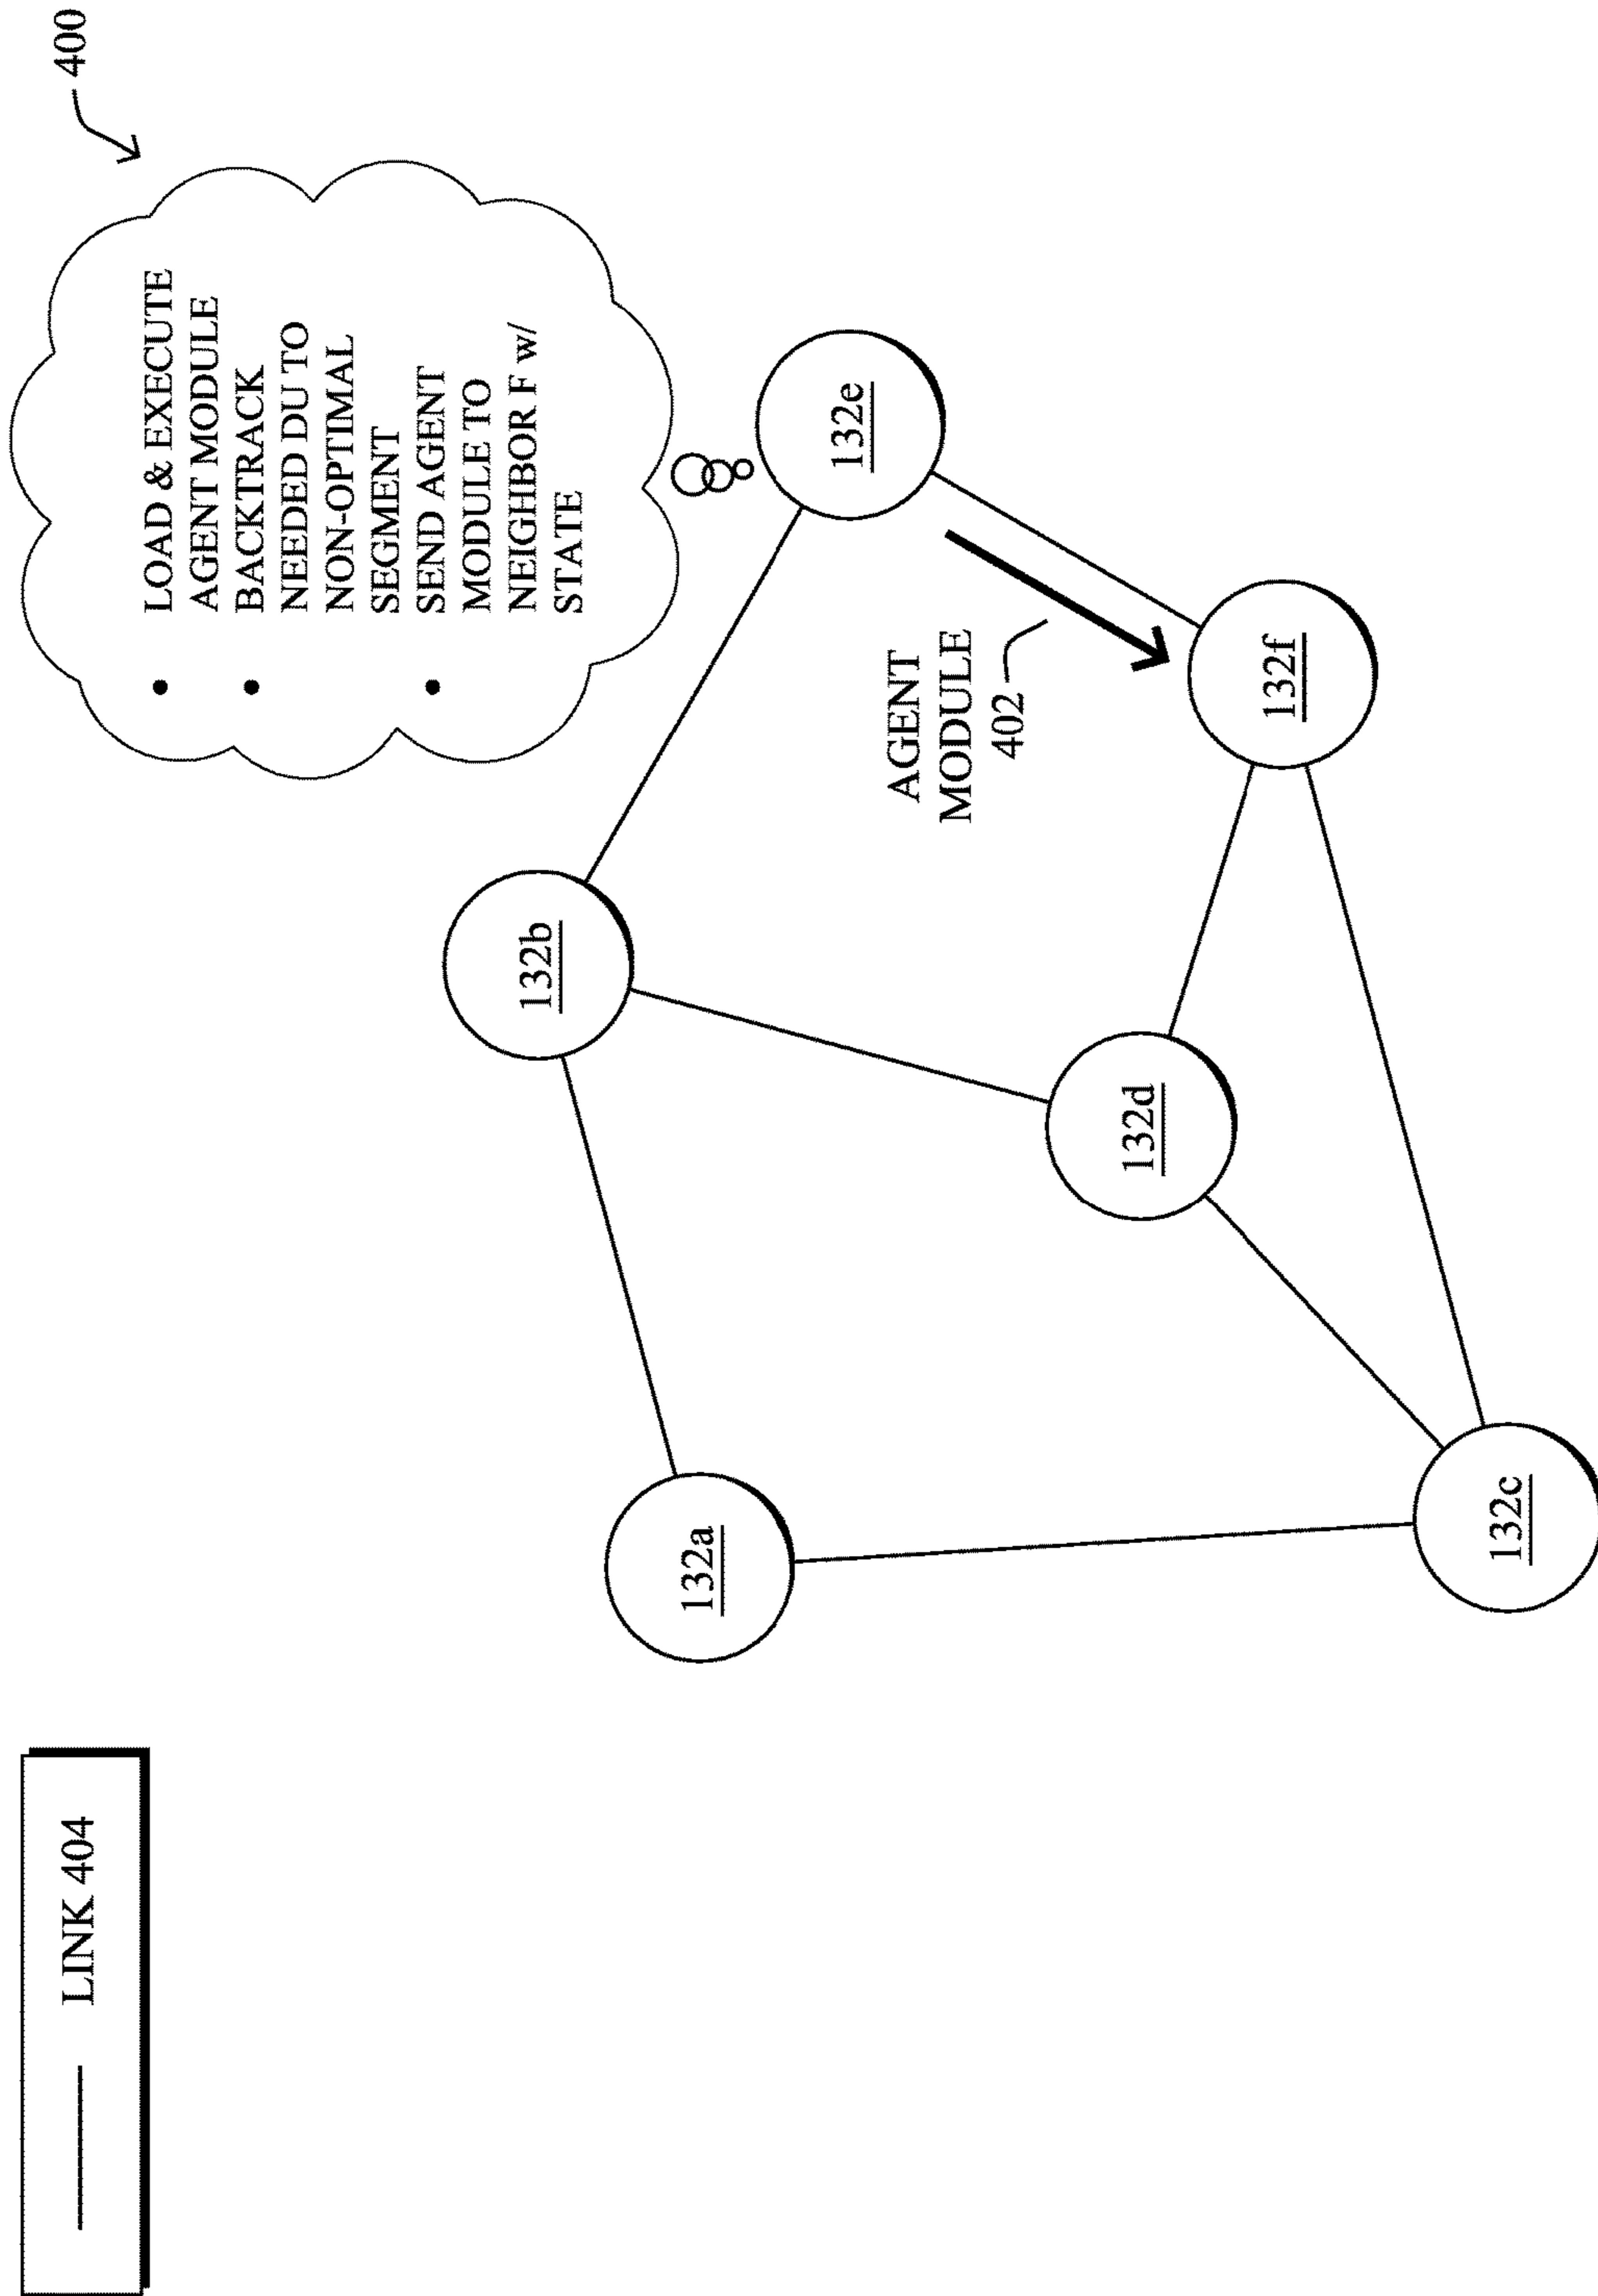 LINK 404
400
• LOAD & EXECUTE
AGENT MODULE
• BACKTRACK
NEEDED DU TO
NON-OPTIMAL
SEGMENT
• SEND AGENT
MODULE TO
NEIGHBOR F w/
STATE
132b
132e
132a
AGENT
MODULE
402
132d
132f
132c